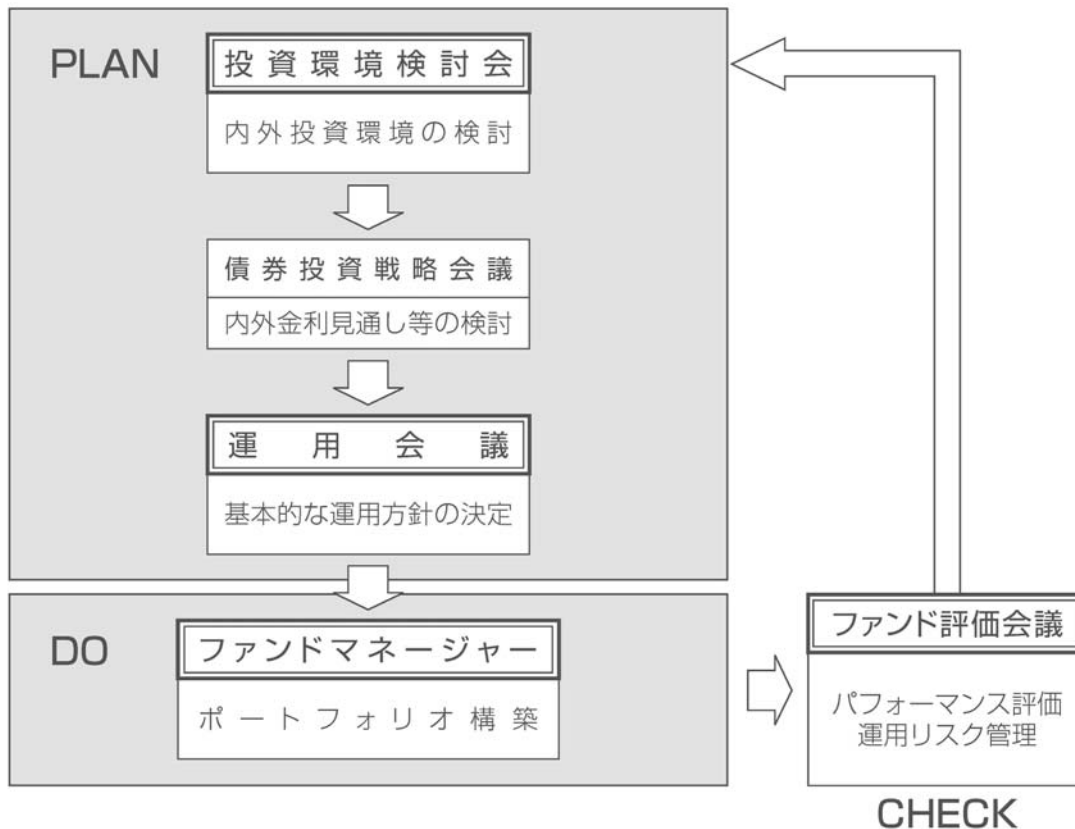 PLAN
投資環境検討会
内外投資環境の検討
債券投資戦略会議
内外金利見通し等の検討
運用会議
基本的な運用方針の決定
DO
ファンドマネージャー
ポートフォリオ構築
ファンド評価会議
パフォーマンス評価
運用リスク管理
CHECK